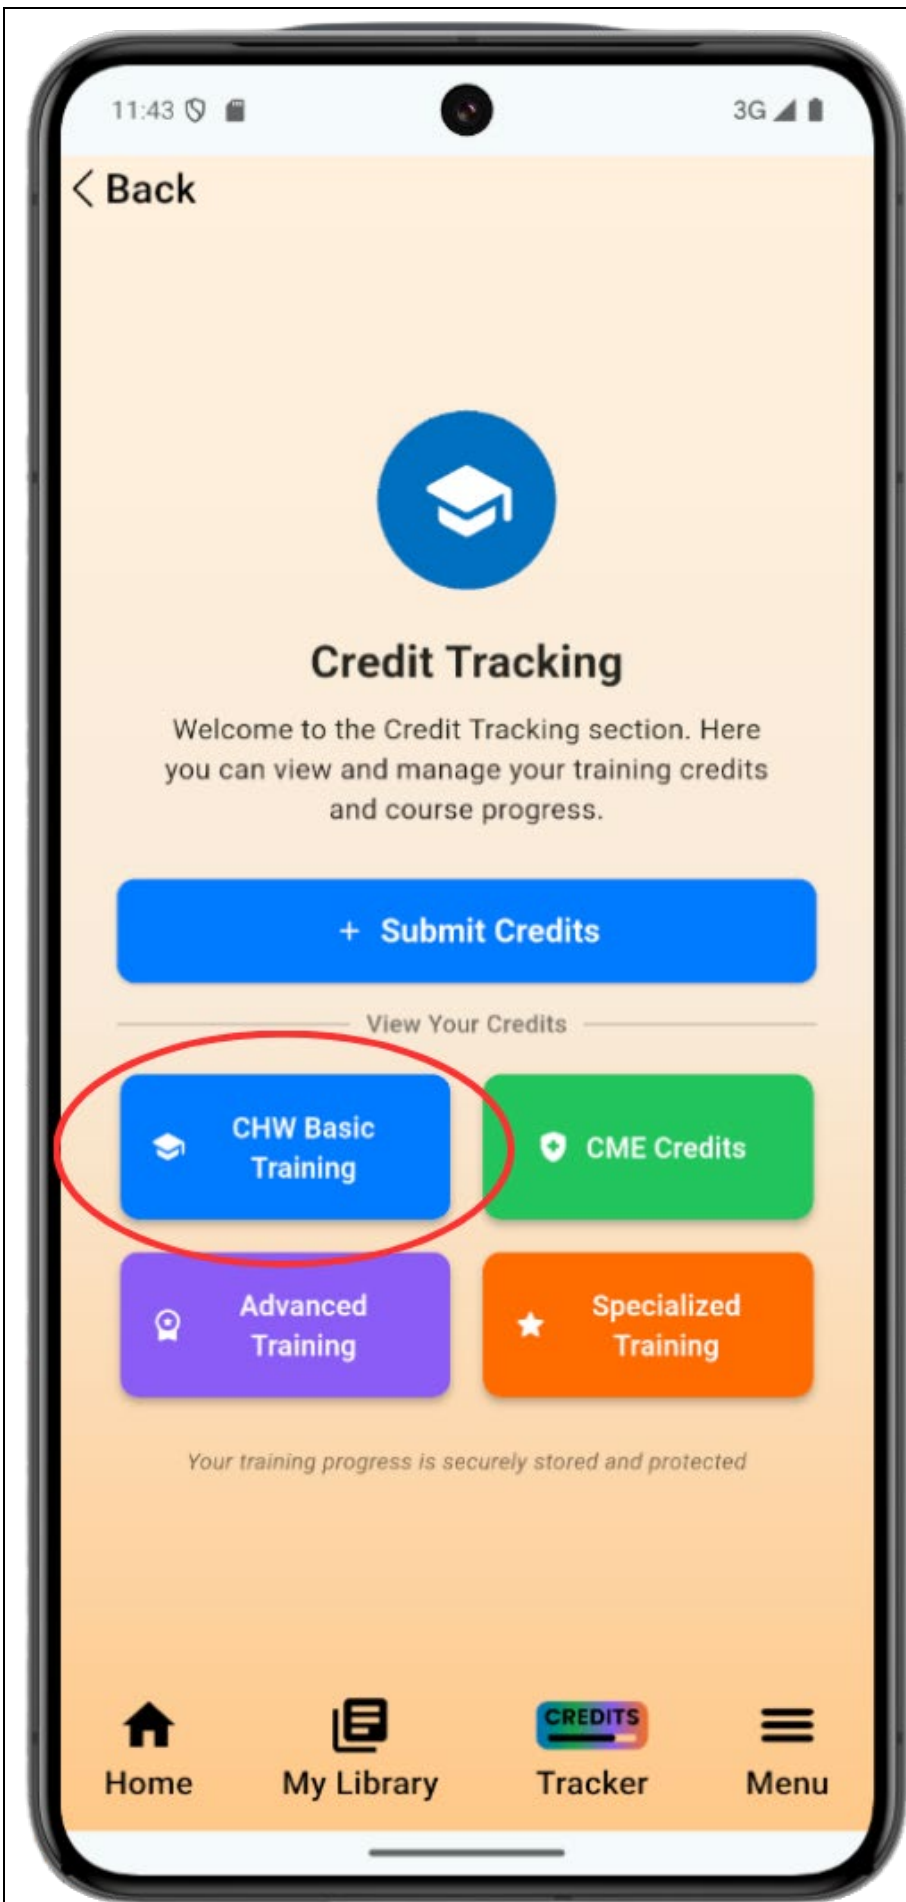 11:43
3G
Back
Credit Tracking
Welcome to the Credit Tracking section. Here
you can view and manage your training credits
and course progress.
+ Submit Credits
View Your Credits
CHW Basic
Training
CME Credits
Advanced
Training
Specialized
Training
Your training progress is securely stored and protected
CREDITS
Home
My Library
Tracker
Menu